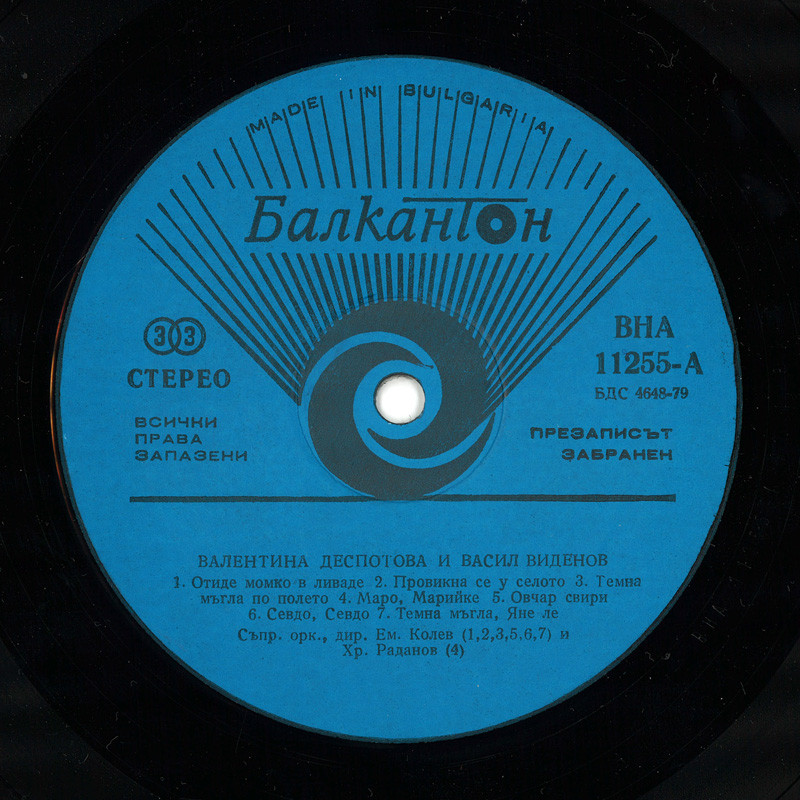 MADE IN BULGARIA
Балкантон
33
СТЕРЕО
ВНА
11255-А
БДС 4648-79
ВСИЧКИ
ПРАВА
ЗАПАЗЕНИ
ПРЕЗАПИСЪТ
ЗАБРАНЕН
ВАЛЕНТИНА ДЕСПОТОВА И ВАСИЛ ВИДЕНОВ
1. Отиде момко в ливаде 2. Провикна се у селото 3. Темна
мъгла по полето 4. Маро, Марийке 5. Овчар свири
6. Севдо, Севдо 7. Темна мъгла, Яне ле
Съпр. орк., дир. Ем. Колев (1,2,3,5,6,7) и
Хр. Раданов (4)